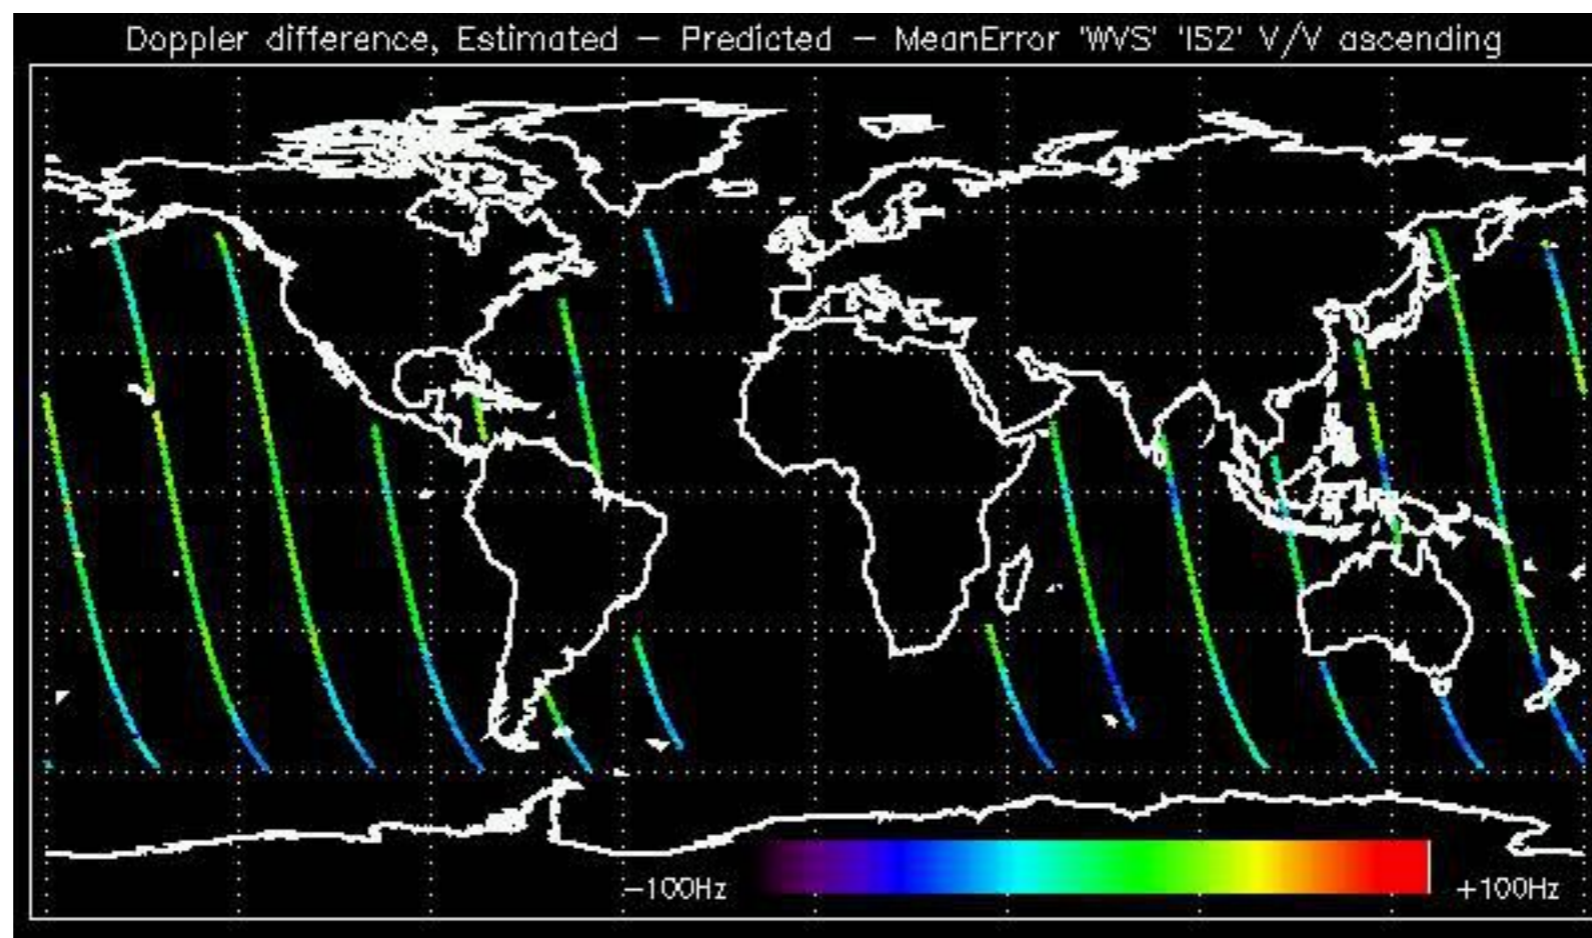 Doppler difference, Estimated – Predicted – MeanError 'WVS' 'IS2' V/V ascending
–100Hz +100Hz